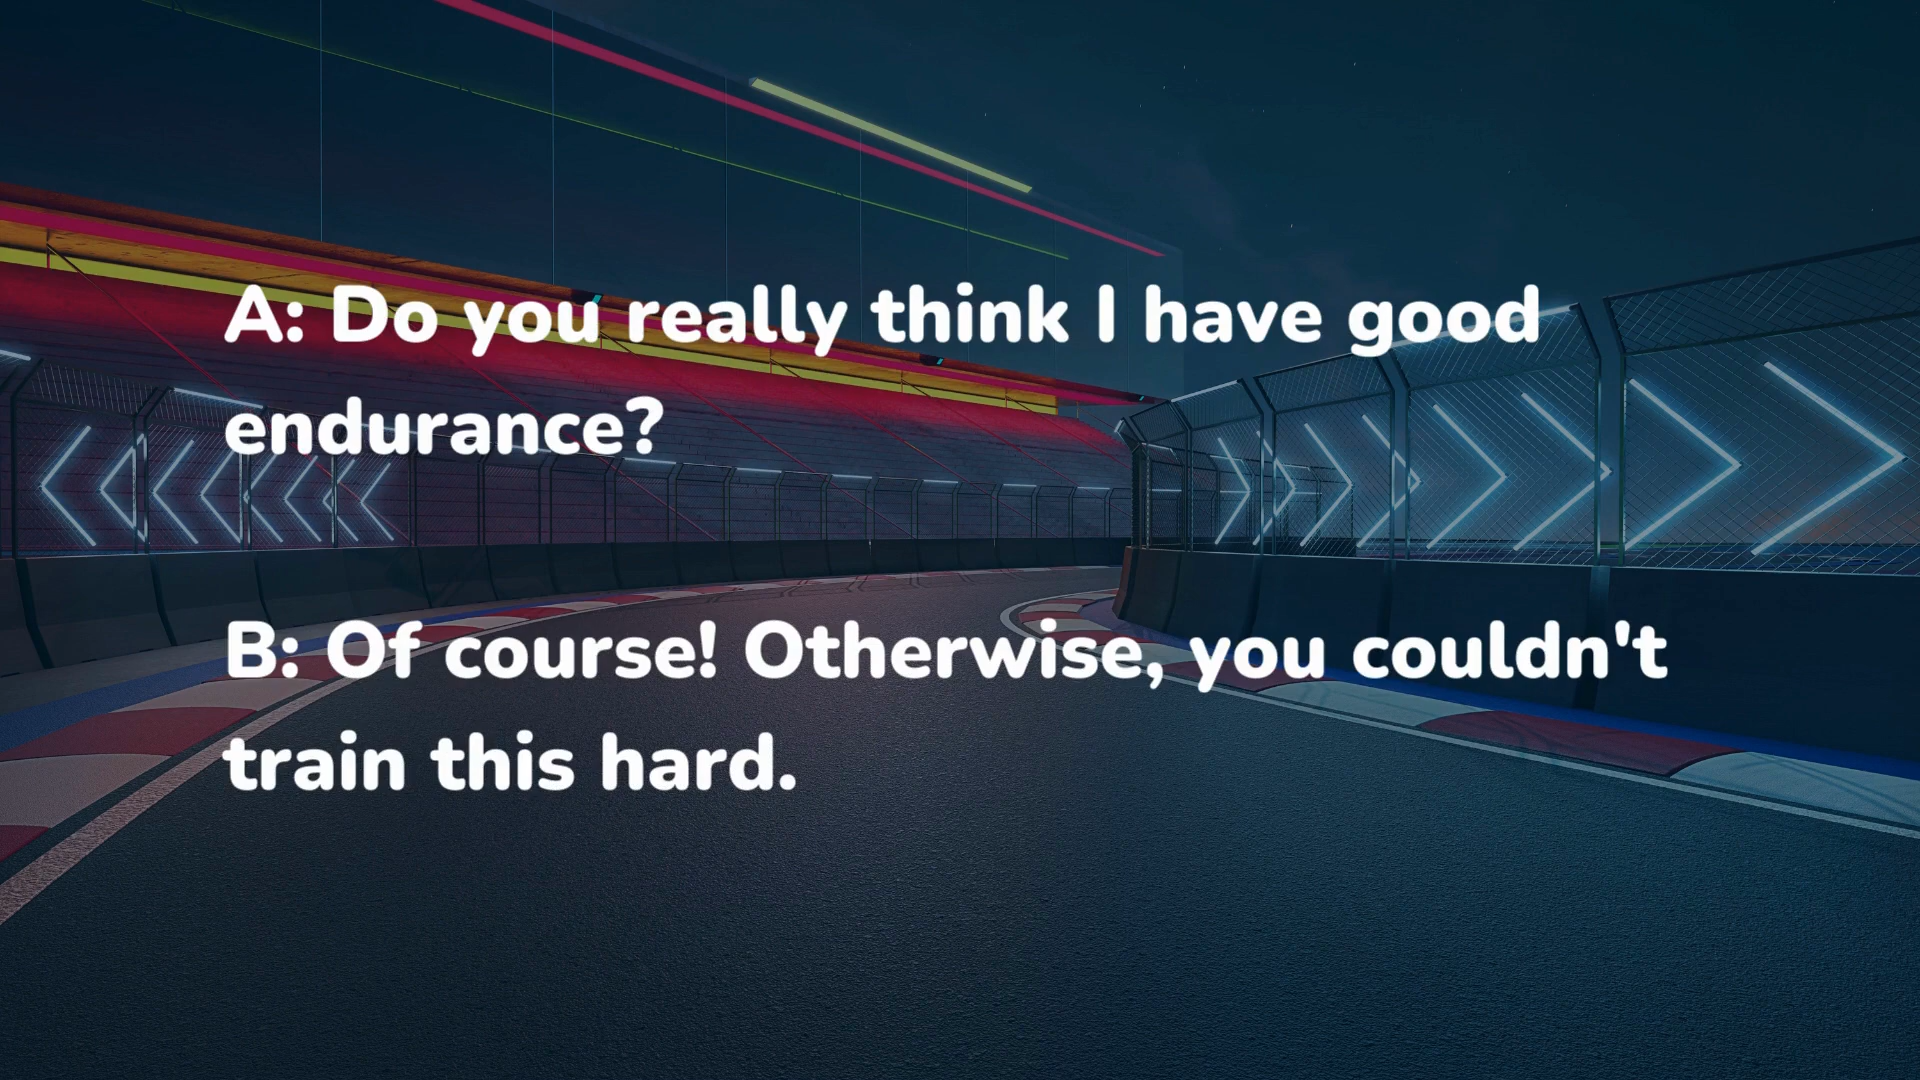 A: Do you really think I have good
endurance?
B: Of course! Otherwise, you couldn't
train this hard.